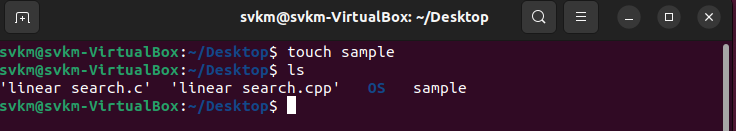 svkm@svkm-VirtualBox: ~/Desktop
svkm@svkm-VirtualBox:~/Desktop$ touch sample
svkm@svkm-VirtualBox:~/Desktop$ ls
'linear search.c'  'linear search.cpp'   OS   sample
svkm@svkm-VirtualBox:~/Desktop$